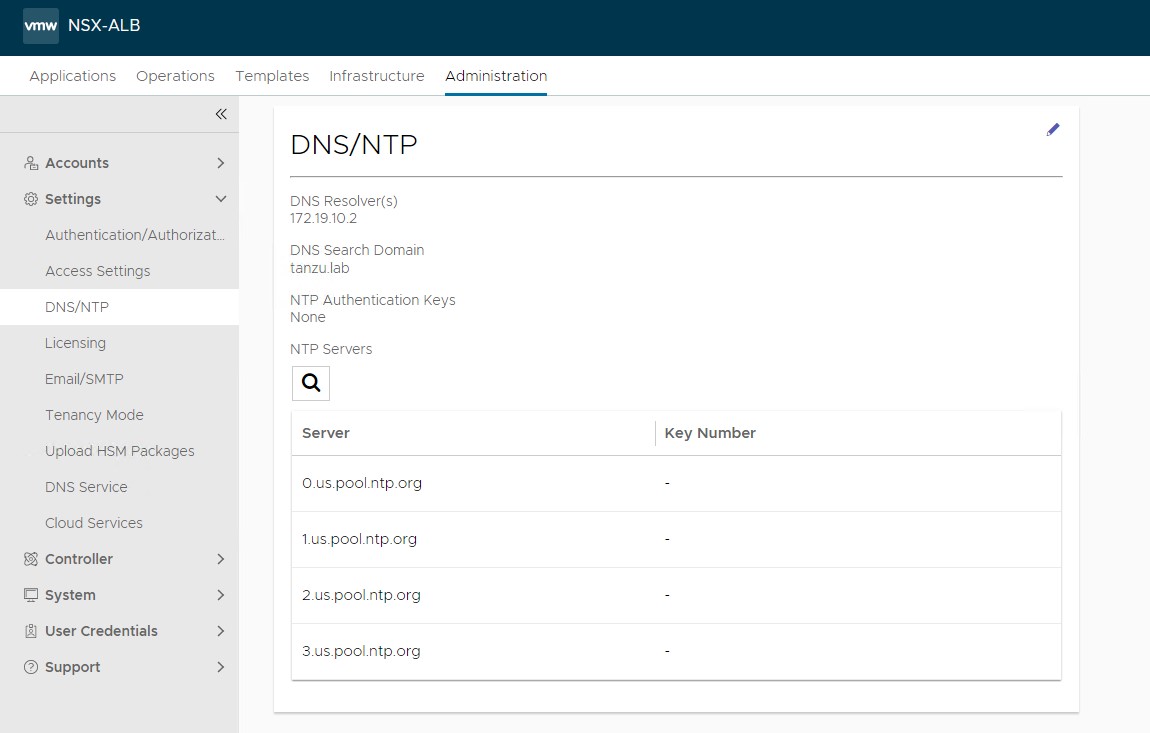 vmw NSX-ALB
Applications Operations Templates Infrastructure Administration
Accounts
Settings
Authentication/Authorizat...
Access Settings
DNS/NTP
Licensing
Email/SMTP
Tenancy Mode
Upload HSM Packages
DNS Service
Cloud Services
Controller
System
User Credentials
Support
DNS/NTP
DNS Resolver(s)
172.19.10.2
DNS Search Domain
tanzu.lab
NTP Authentication Keys
None
NTP Servers
Server Key Number
0.us.pool.ntp.org -
1.us.pool.ntp.org -
2.us.pool.ntp.org -
3.us.pool.ntp.org -